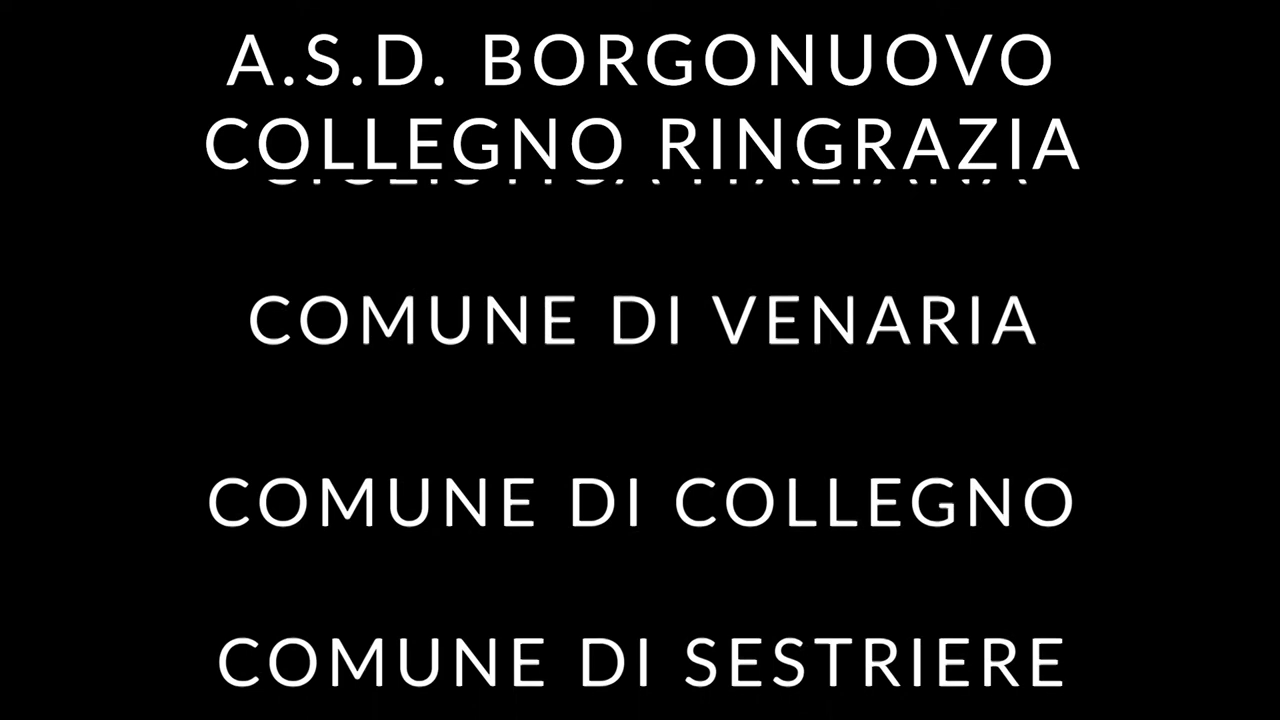 A.S.D. BORGONUOVO
COLLEGNO RINGRAZIA
COMUNE DI VENARIA
COMUNE DI COLLEGNO
COMUNE DI SESTRIERE